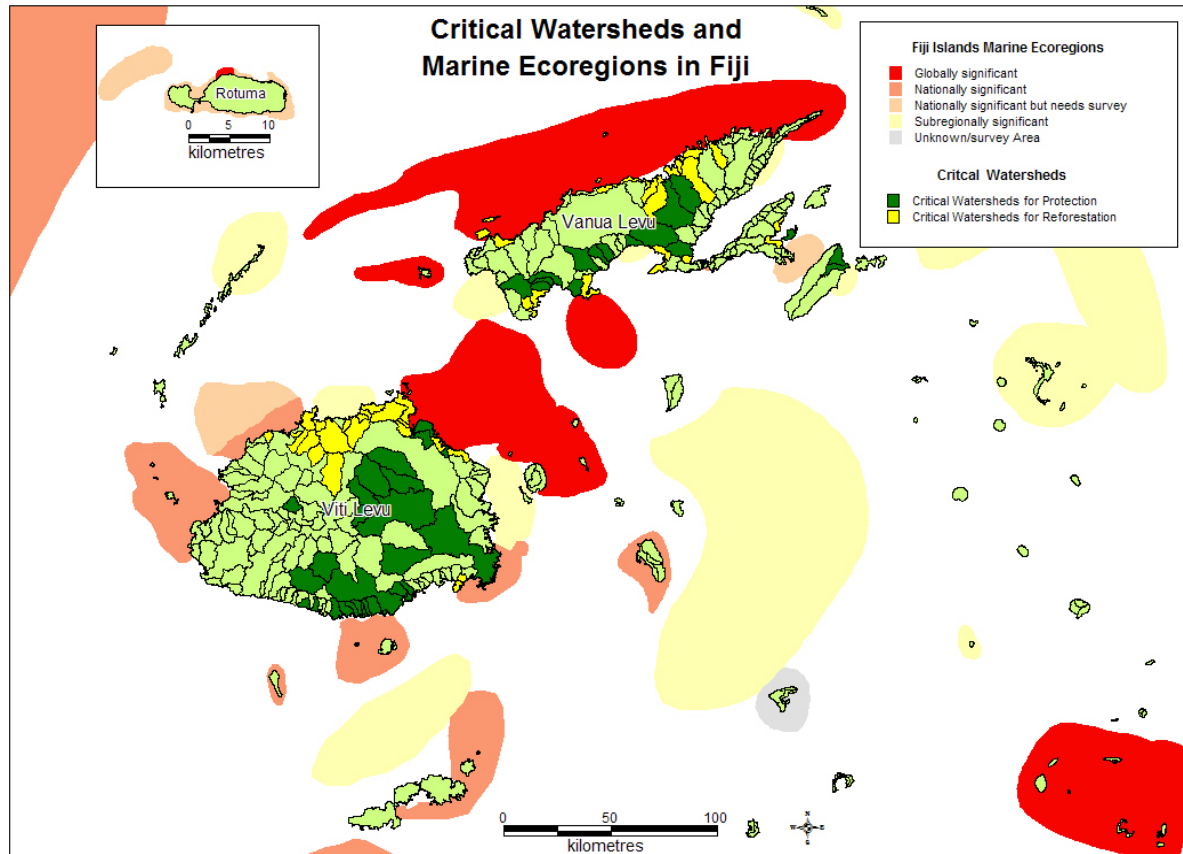 Critical Watersheds and
Marine Ecoregions in Fiji
Rotuma
0 5 10
kilometres
Fiji Islands Marine Ecoregions
Globally significant
Nationally significant
Nationally significant but needs survey
Subregionally significant
Unknown/survey Area
Critcal Watersheds
Critical Watersheds for Protection
Critical Watersheds for Reforestation
Vanua Levu
Viti Levu
0 50 100
kilometres
N
W E
S